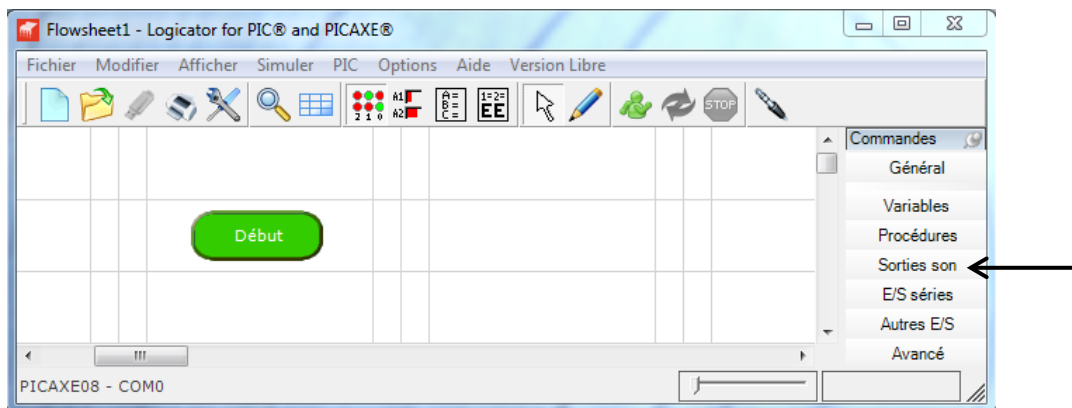 Flowsheet1 - Logicator for PIC® and PICAXE®
Fichier Modifier Afficher Simuler PIC Options Aide Version Libre
2 1 0
A1
A2
A=
B=
C=
1=2=
EE
STOP
Commandes
Général
Variables
Début
Procédures
Sorties son
E/S séries
Autres E/S
Avancé
PICAXE08 - COM0